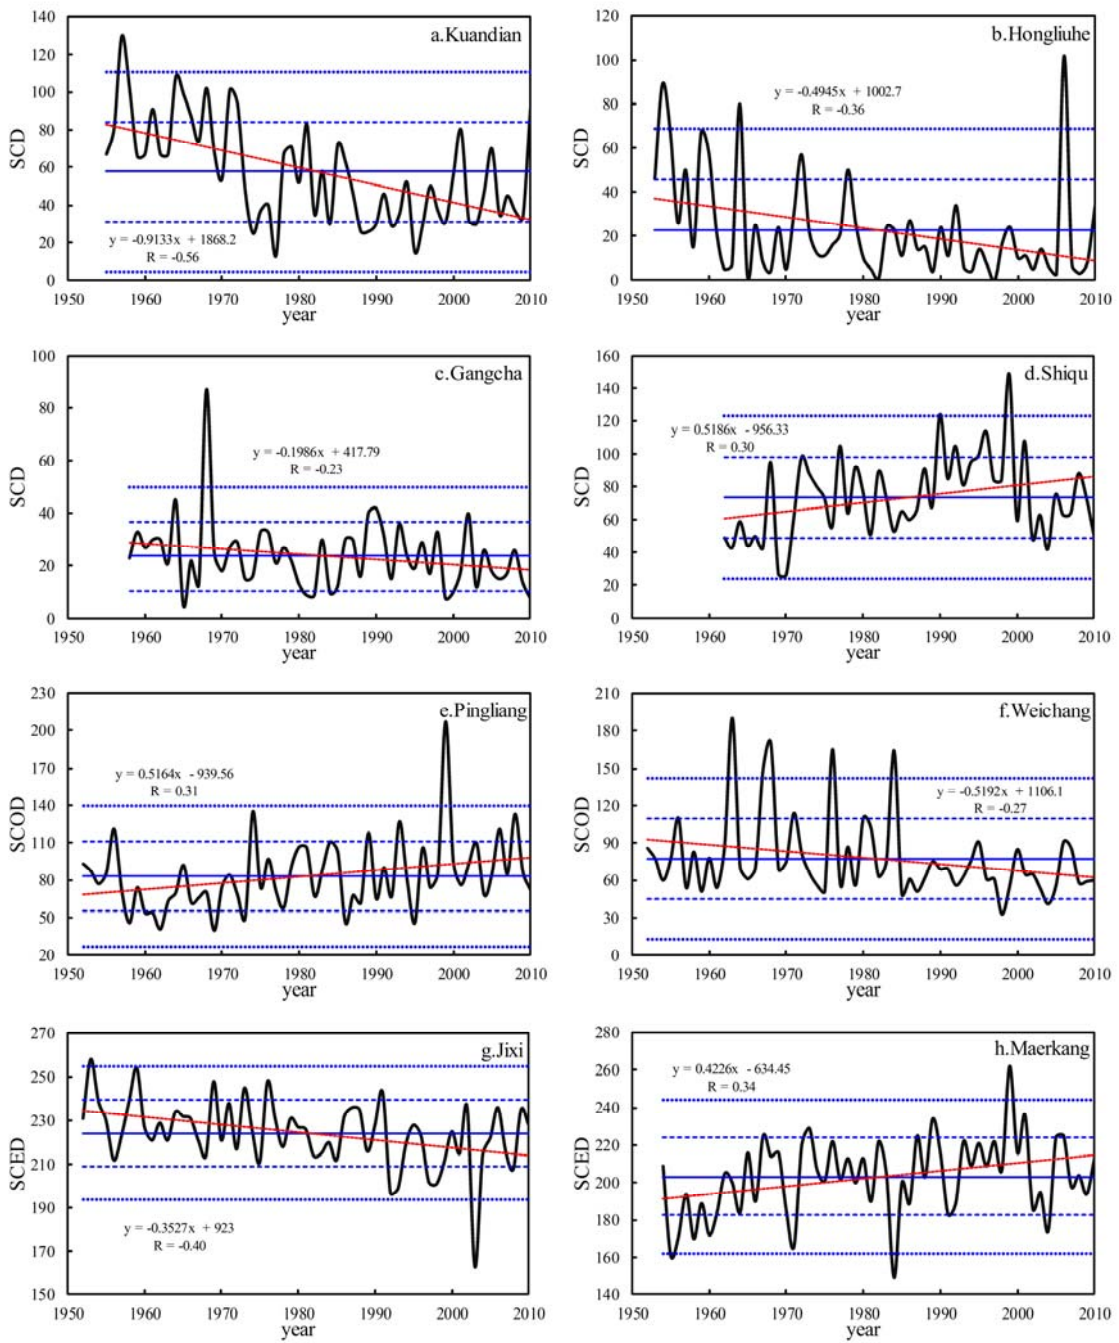 a.Kuandian
SCD
140
120
100
80
60
40
20
0
y = -0.9133x + 1868.2
R = -0.56
1950 1960 1970 1980 1990 2000 2010
year
b.Hongliuhe
SCD
120
100
80
60
40
20
0
y = -0.4945x + 1002.7
R = -0.36
1950 1960 1970 1980 1990 2000 2010
year
c.Gangcha
SCD
100
80
60
40
20
0
y = -0.1986x + 417.79
R = -0.23
1950 1960 1970 1980 1990 2000 2010
year
d.Shiqu
SCD
160
140
120
100
80
60
40
20
0
y = 0.5186x - 956.33
R = 0.30
1950 1960 1970 1980 1990 2000 2010
year
e.Pingliang
SCOD
230
200
170
140
110
80
50
20
y = 0.5164x - 939.56
R = 0.31
1950 1960 1970 1980 1990 2000 2010
year
f.Weichang
SCOD
210
180
150
120
90
60
30
0
y = -0.5192x + 1106.1
R = -0.27
1950 1960 1970 1980 1990 2000 2010
year
g.Jixi
SCED
270
250
230
210
190
170
150
y = -0.3527x + 923
R = -0.40
1950 1960 1970 1980 1990 2000 2010
year
h.Maerkang
SCED
280
260
240
220
200
180
160
140
y = 0.4226x - 634.45
R = 0.34
1950 1960 1970 1980 1990 2000 2010
year